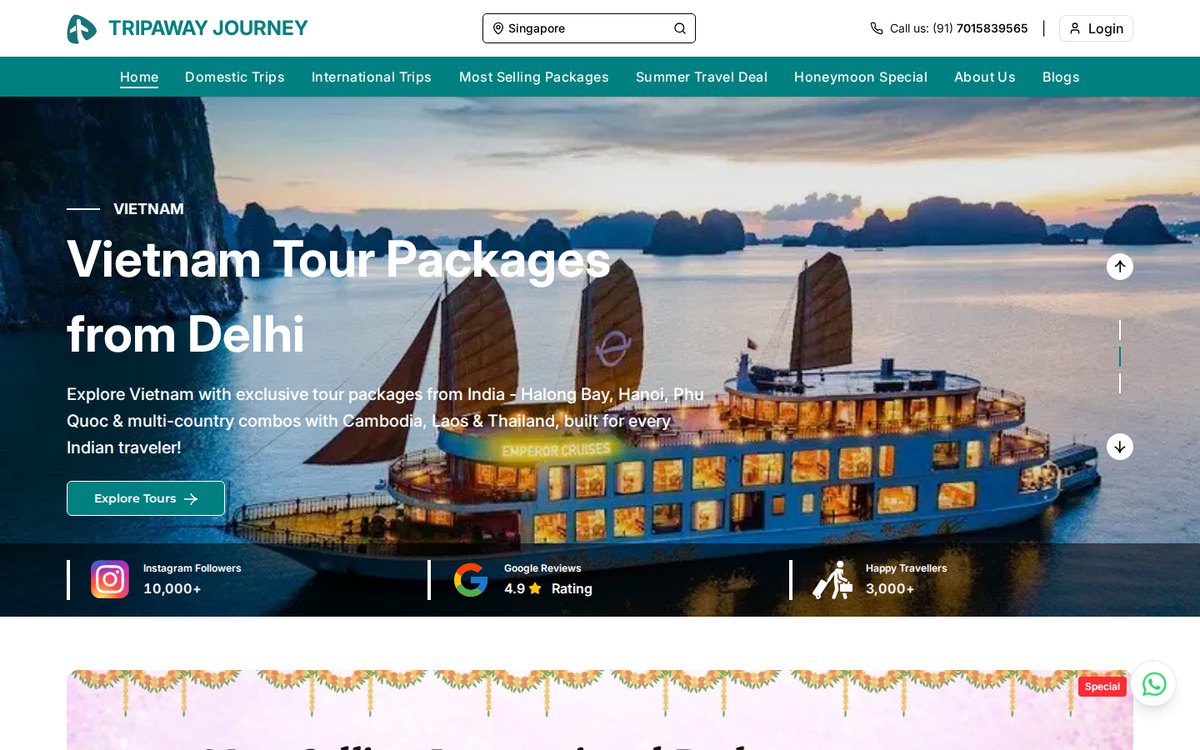 TRIPAWAY JOURNEY
Singapore
Call us: (91) 7015839565
Login
Home
Domestic Trips
International Trips
Most Selling Packages
Summer Travel Deal
Honeymoon Special
About Us
Blogs
VIETNAM
Vietnam Tour Packages
from Delhi
Explore Vietnam with exclusive tour packages from India - Halong Bay, Hanoi, Phu
Quoc & multi-country combos with Cambodia, Laos & Thailand, built for every
Indian traveler!
EMPEROR CRUISES
Explore Tours
Instagram Followers
10,000+
Google Reviews
4.9 ⭐ Rating
Happy Travellers
3,000+
Special